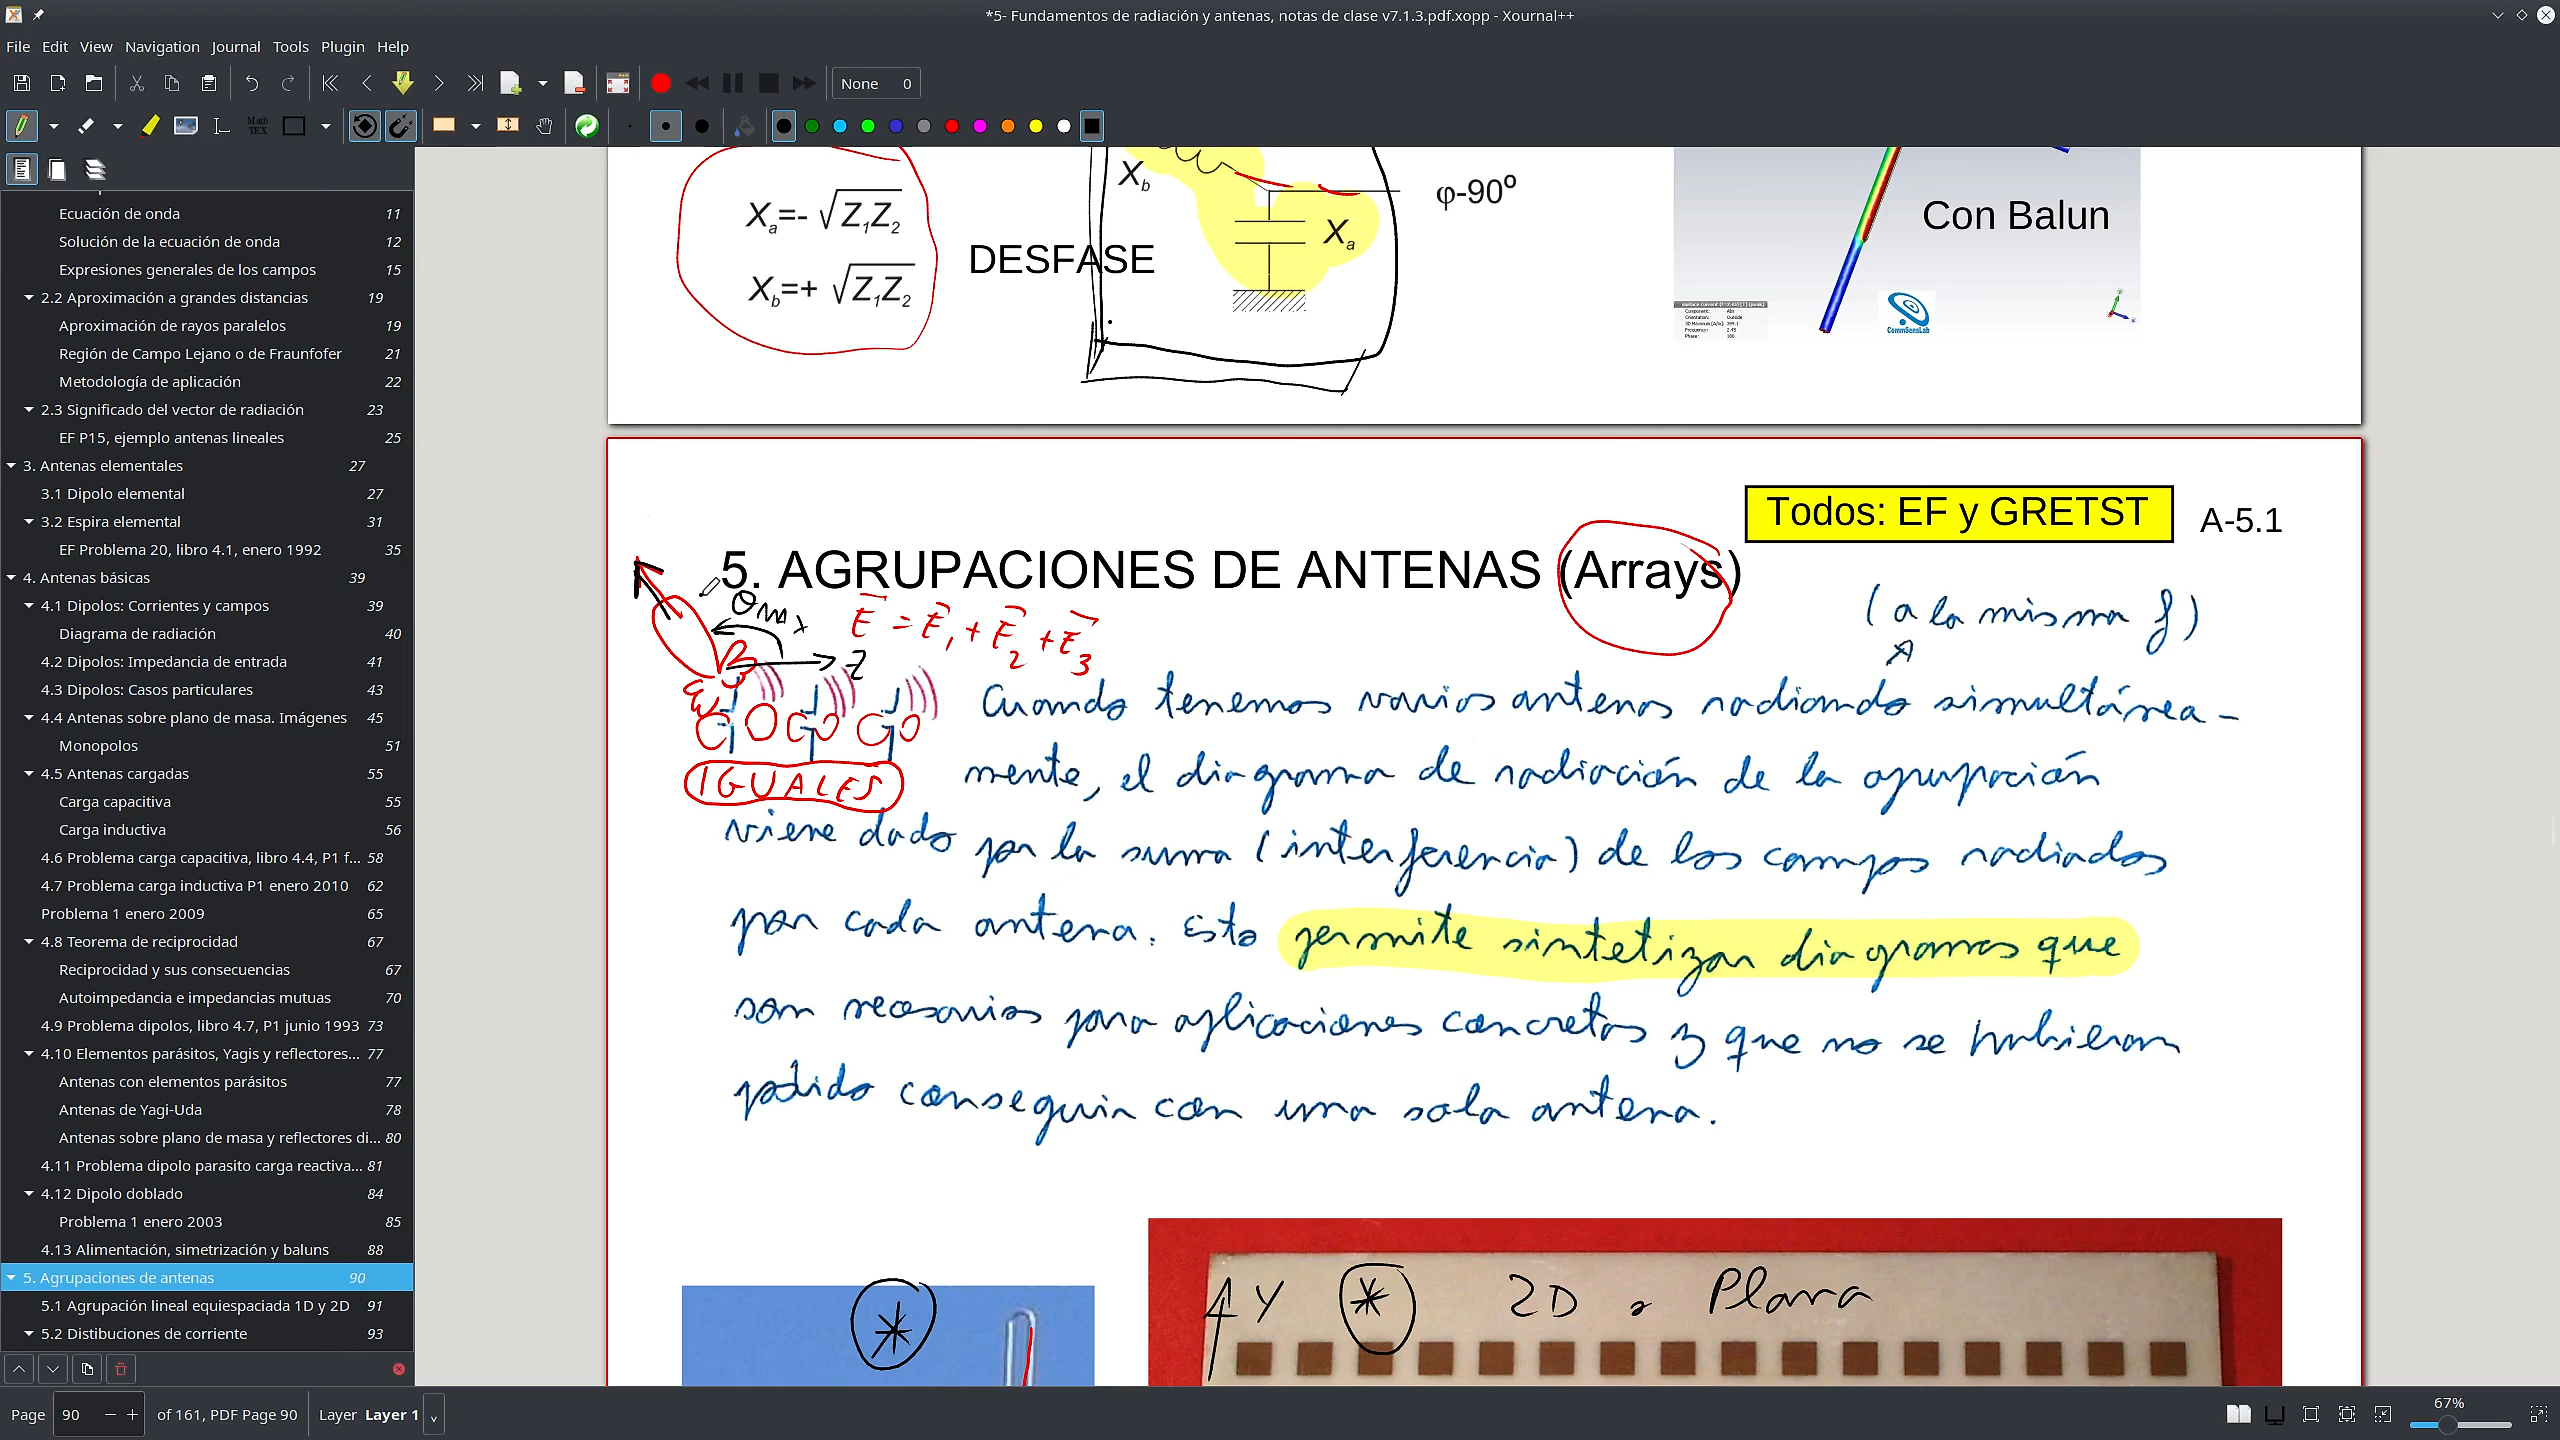 *5- Fundamentos de radiación y antenas, notas de clase v7.1.3.pdf.xopp - Xournal++
File Edit View Navigation Journal Tools Plugin Help
None 0
Math
TEX
Ecuación de onda 11
Solución de la ecuación de onda 12
Expresiones generales de los campos 15
2.2 Aproximación a grandes distancias 19
Aproximación de rayos paralelos 19
Región de Campo Lejano o de Fraunfofer 21
Metodología de aplicación 22
2.3 Significado del vector de radiación 23
EF P15, ejemplo antenas lineales 25
3. Antenas elementales 27
3.1 Dipolo elemental 27
3.2 Espira elemental 31
EF Problema 20, libro 4.1, enero 1992 35
4. Antenas básicas 39
4.1 Dipolos: Corrientes y campos 39
Diagrama de radiación 40
4.2 Dipolos: Impedancia de entrada 41
4.3 Dipolos: Casos particulares 43
4.4 Antenas sobre plano de masa. Imágenes 45
Monopolos 51
4.5 Antenas cargadas 55
Carga capacitiva 55
Carga inductiva 56
4.6 Problema carga capacitiva, libro 4.4, P1 f... 58
4.7 Problema carga inductiva P1 enero 2010 62
Problema 1 enero 2009 65
4.8 Teorema de reciprocidad 67
Reciprocidad y sus consecuencias 67
Autoimpedancia e impedancias mutuas 70
4.9 Problema dipolos, libro 4.7, P1 junio 1993 73
4.10 Elementos parásitos, Yagis y reflectores... 77
Antenas con elementos parásitos 77
Antenas de Yagi-Uda 78
Antenas sobre plano de masa y reflectores di... 80
4.11 Problema dipolo parasito carga reactiva... 81
4.12 Dipolo doblado 84
Problema 1 enero 2003 85
4.13 Alimentación, simetrización y baluns 88
5. Agrupaciones de antenas 90
5.1 Agrupación lineal equiespaciada 1D y 2D 91
5.2 Distibuciones de corriente 93
Xa=- √Z1Z2
Xb=+ √Z1Z2
DESFASE
Xb
Xa
φ-90º
Con Balun
CommSensLab
Todos: EF y GRETST
A-5.1
5. AGRUPACIONES DE ANTENAS (Arrays)
(a la misma f)
θmax
E = E1 + E2 + E3
Z
IGUALES
Cuando tenemos varias antenas radiando simultánea-
mente, el diagrama de radiación de la agrupación
viene dado por la suma (interferencia) de los campos radiados
por cada antena. Esto permite sintetizar diagramas que
son necesarios para aplicaciones concretas y que no se hubieran
podido conseguir con una sola antena.
*
Y * 2D Plana
Page 90 of 161, PDF Page 90 Layer Layer 1
67%